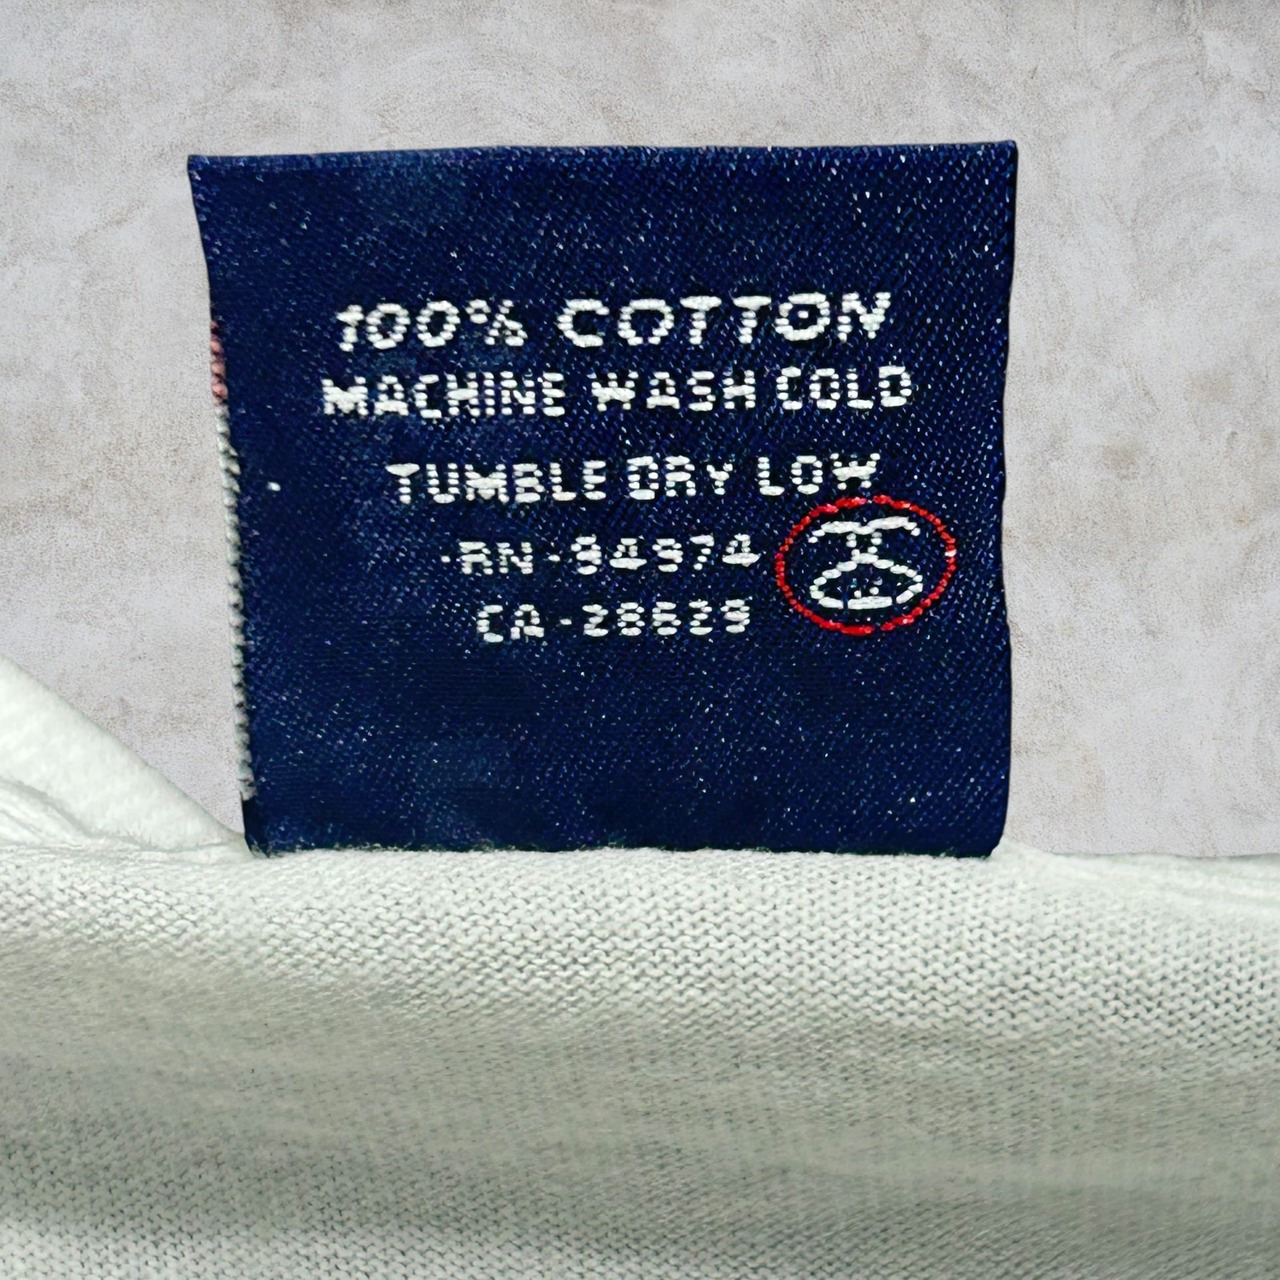 100% COTTON
MACHINE WASH COLD
TUMBLE DRY LOW
RN-94974
CA-28629